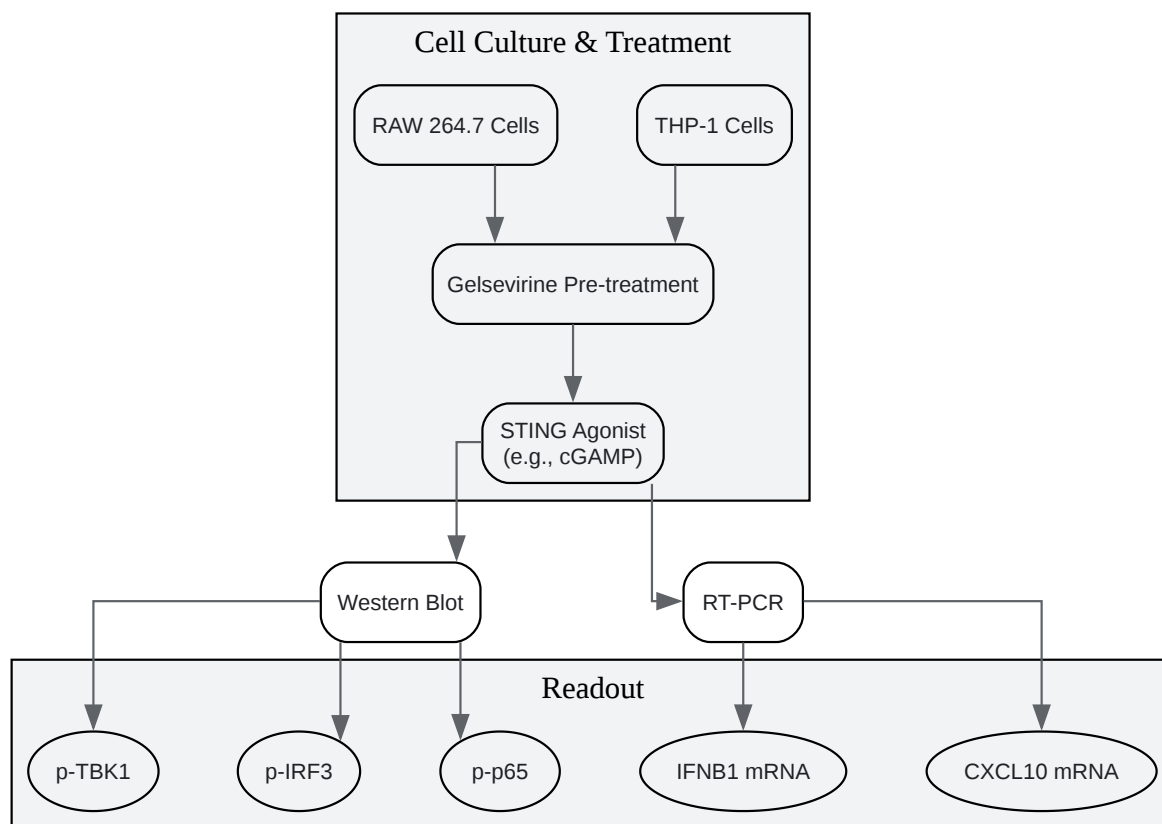 Cell Culture & Treatment
RAW 264.7 Cells
THP-1 Cells
Gelsevirine Pre-treatment
STING Agonist
(e.g., cGAMP)
Western Blot
RT-PCR
Readout
p-TBK1
p-IRF3
p-p65
IFNB1 mRNA
CXCL10 mRNA